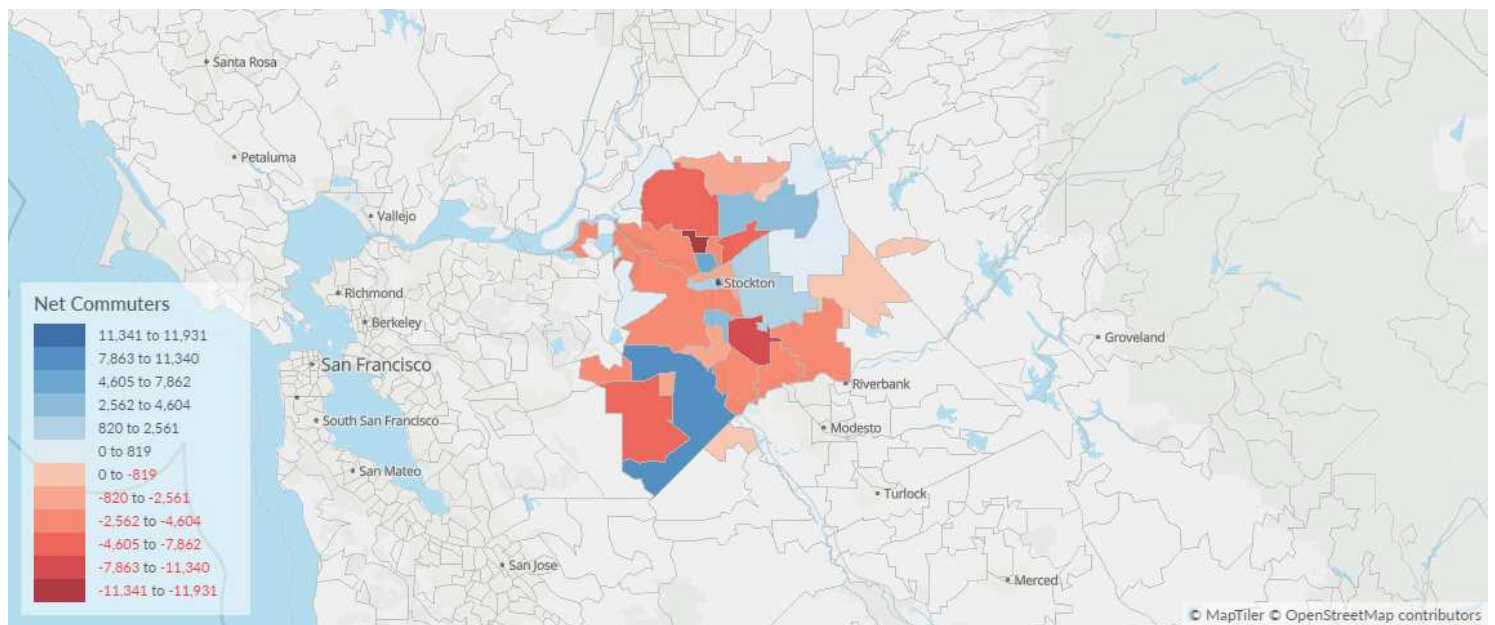 Santa Rosa
Petaluma
Vallejo
Net Commuters
11,341 to 11,931
7,863 to 11,340
4,605 to 7,862
2,562 to 4,604
820 to 2,561
0 to 819
0 to -819
-820 to -2,561
-2,562 to -4,604
-4,605 to -7,862
-7,863 to -11,340
-11,341 to -11,931
Stockton
Richmond
Berkeley
Groveland
San Francisco
Riverbank
South San Francisco
Modesto
San Mateo
Turlock
San Jose
Merced
© MapTiler © OpenStreetMap contributors